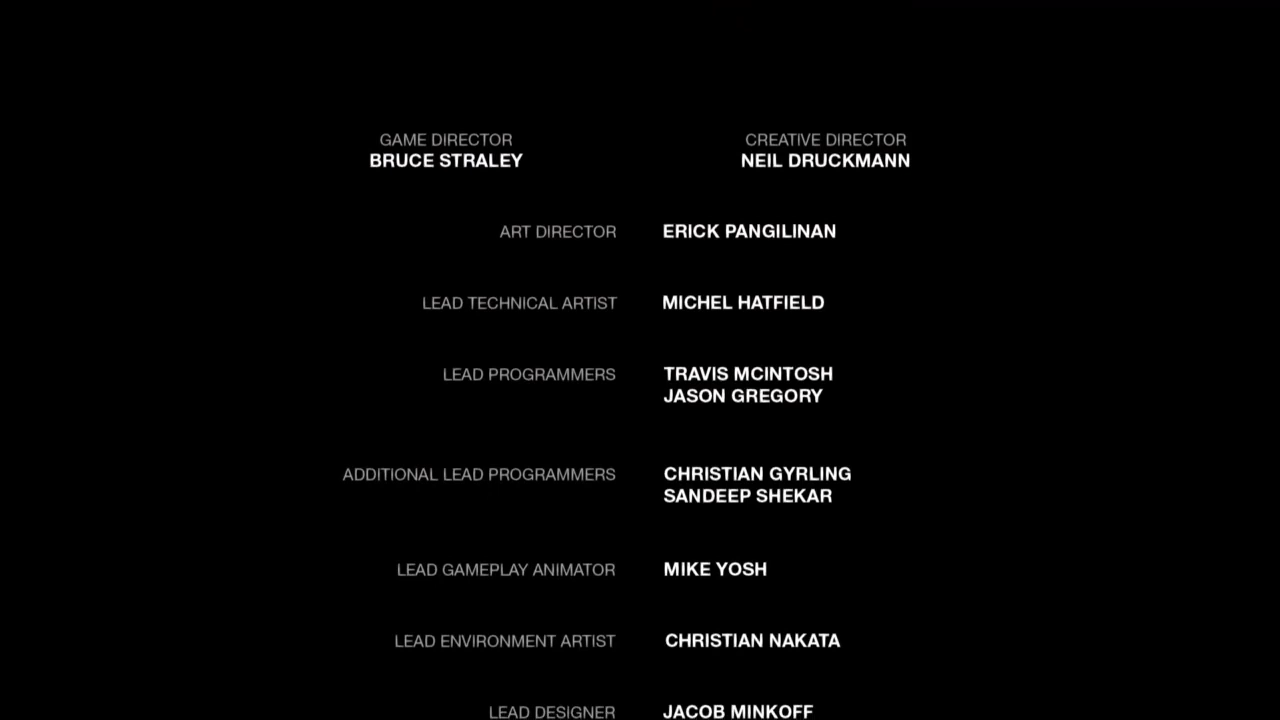 GAME DIRECTOR CREATIVE DIRECTOR
BRUCE STRALEY NEIL DRUCKMANN
ART DIRECTOR ERICK PANGILINAN
LEAD TECHNICAL ARTIST MICHEL HATFIELD
LEAD PROGRAMMERS TRAVIS MCINTOSH
JASON GREGORY
ADDITIONAL LEAD PROGRAMMERS CHRISTIAN GYRLING
SANDEEP SHEKAR
LEAD GAMEPLAY ANIMATOR MIKE YOSH
LEAD ENVIRONMENT ARTIST CHRISTIAN NAKATA
LEAD DESIGNER JACOB MINKOFF